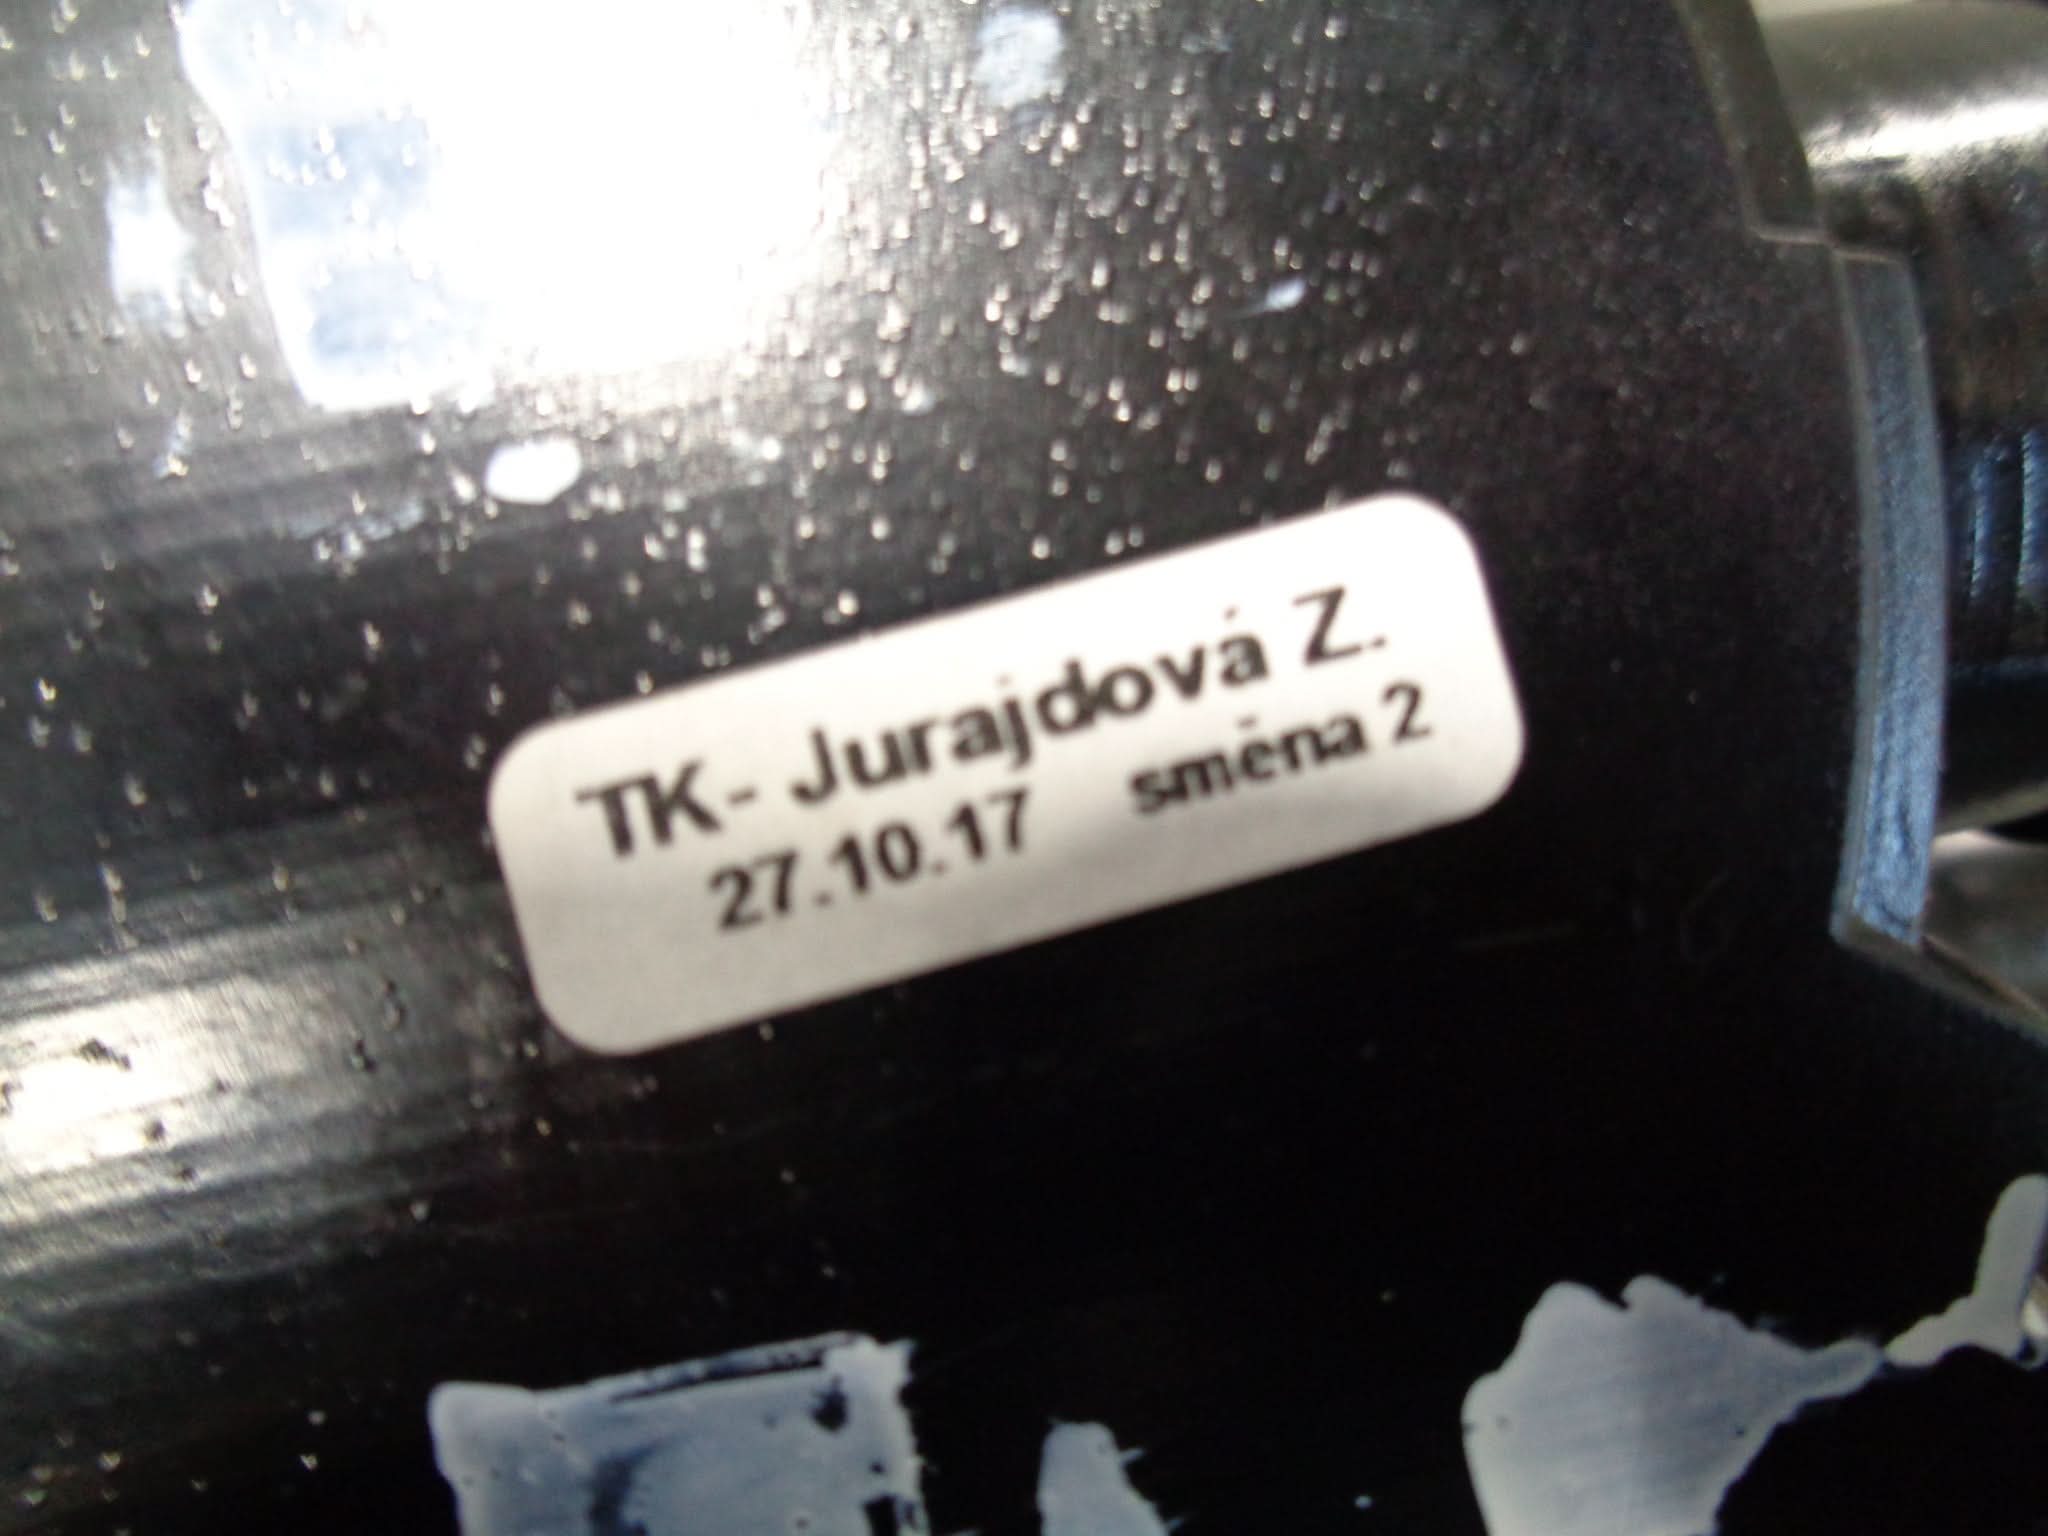 TK- Jurajdová Z.
27.10.17 směna 2